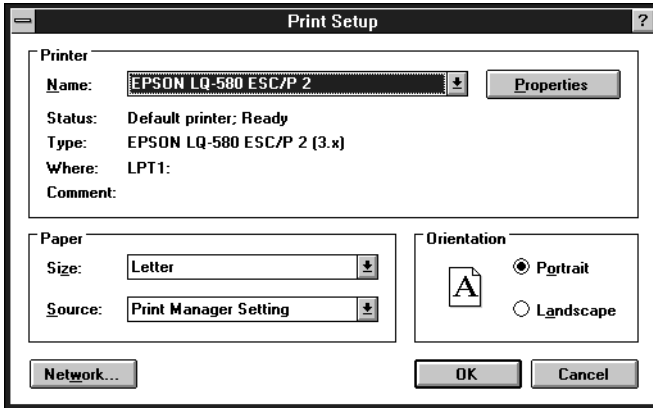 Print Setup ?
Printer
Name: EPSON LQ-580 ESC/P 2 Properties
Status: Default printer; Ready
Type: EPSON LQ-580 ESC/P 2 (3.x)
Where: LPT1:
Comment:
Paper
Size: Letter
Source: Print Manager Setting
Orientation
A
Portrait
Landscape
Network... OK Cancel